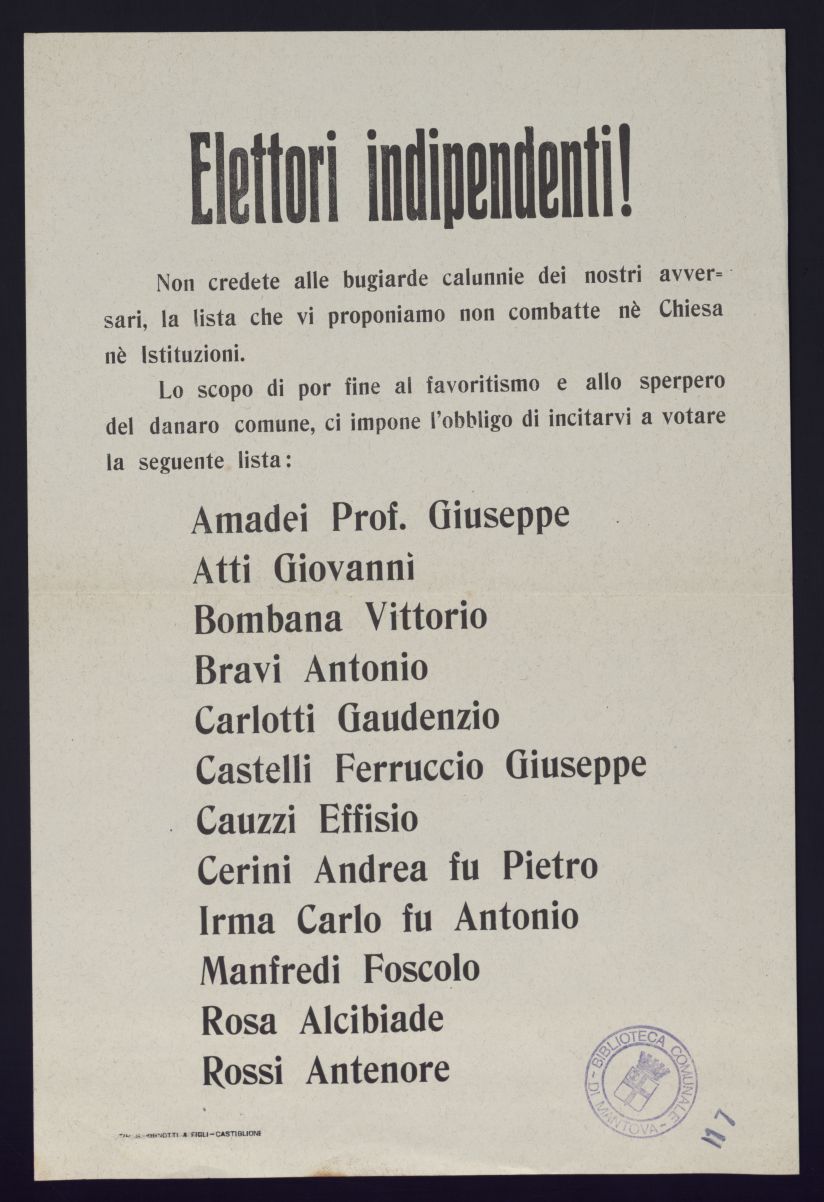 Elettori indipendenti!
Non credete alle bugiarde calunnie dei nostri avver=
sari, la lista che vi proponiamo non combatte nè Chiesa
nè Istituzioni.
Lo scopo di por fine al favoritismo e allo sperpero
del danaro comune, ci impone l'obbligo di incitarvi a votare
la seguente lista:
Amadei Prof. Giuseppe
Atti Giovanni
Bombana Vittorio
Bravi Antonio
Carlotti Gaudenzio
Castelli Ferruccio Giuseppe
Cauzzi Effisio
Cerini Andrea fu Pietro
Irma Carlo fu Antonio
Manfredi Foscolo
Rosa Alcibiade
Rossi Antenore
BIBLIOTECA COMUNALE - DI MANTOVA -
& FIGLI - CASTIGLIONE